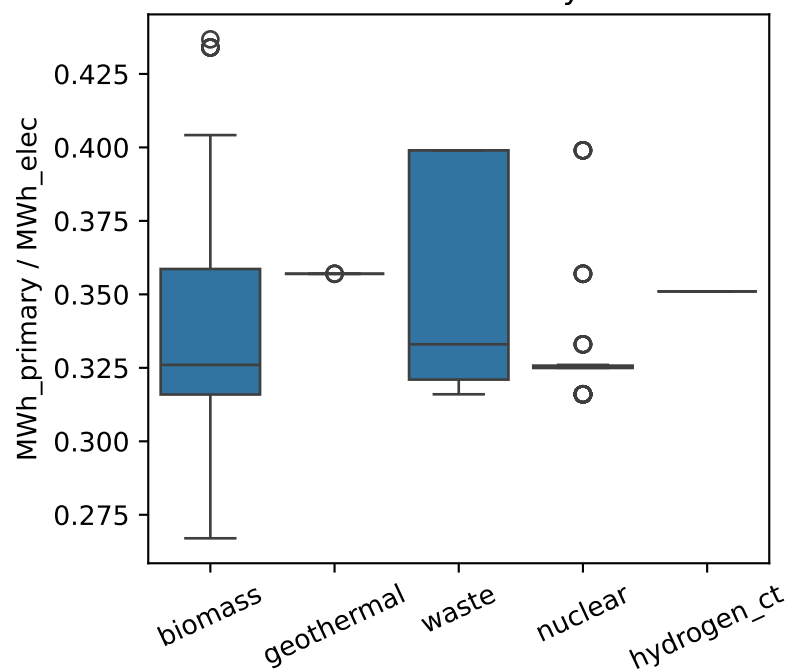 MWh_primary / MWh_elec
0.425
0.400
0.375
0.350
0.325
0.300
0.275
biomass
geothermal
waste
nuclear
hydrogen_ct